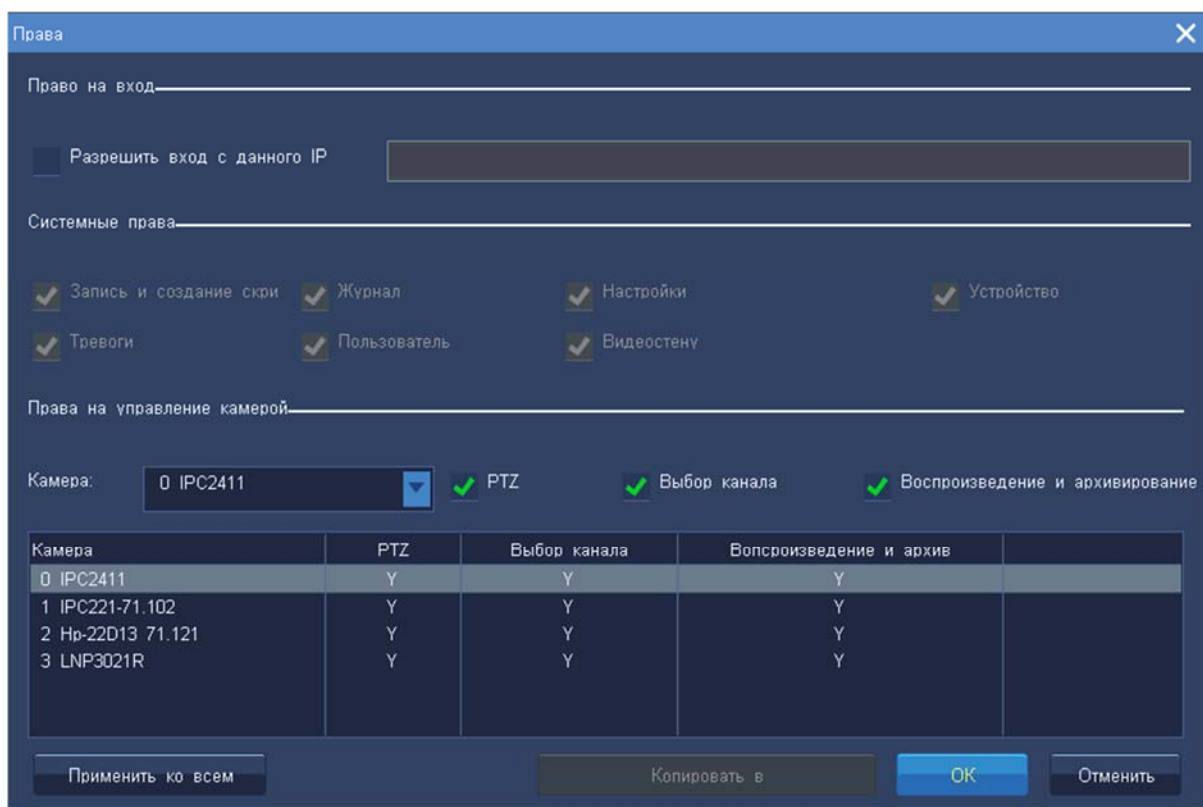 Права
Право на вход
Разрешить вход с данного IP
Системные права
Запись и создание скри Журнал Настройки Устройство
Тревоги Пользователь Видеостену
Права на управление камерой
Камера: 0 IPC2411 PTZ Выбор канала Воспроизведение и архивирование
Камера PTZ Выбор канала Вопсроизведение и архив
0 IPC2411 Y Y Y
1 IPC221-71.102 Y Y Y
2 Hp-22D13 71.121 Y Y Y
3 LNP3021R Y Y Y
Применить ко всем Копировать в OK Отменить